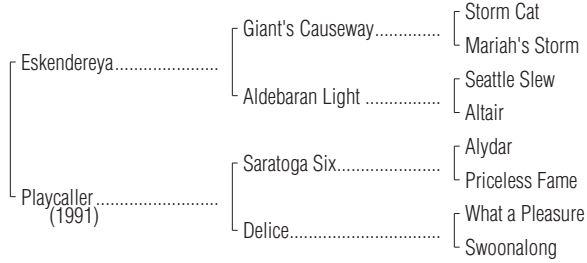 Storm Cat
Giant's Causeway
Mariah's Storm
Eskendereya
Seattle Slew
Aldebaran Light
Altair
Alydar
Saratoga Six
Priceless Fame
Playcaller
(1991)
What a Pleasure
Delice
Swoonalong